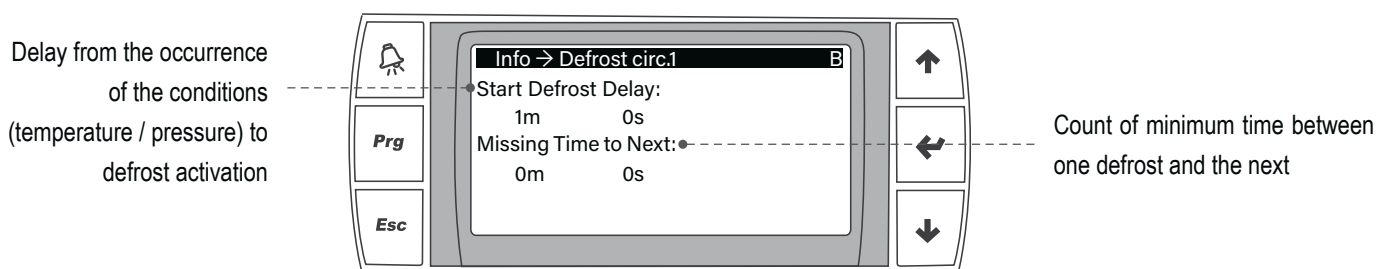 Delay from the occurrence
of the conditions
(temperature / pressure) to
defrost activation
Prg
Esc
Info → Defrost circ.1 B
Start Defrost Delay:
1m 0s
Missing Time to Next:
0m 0s
Count of minimum time between
one defrost and the next